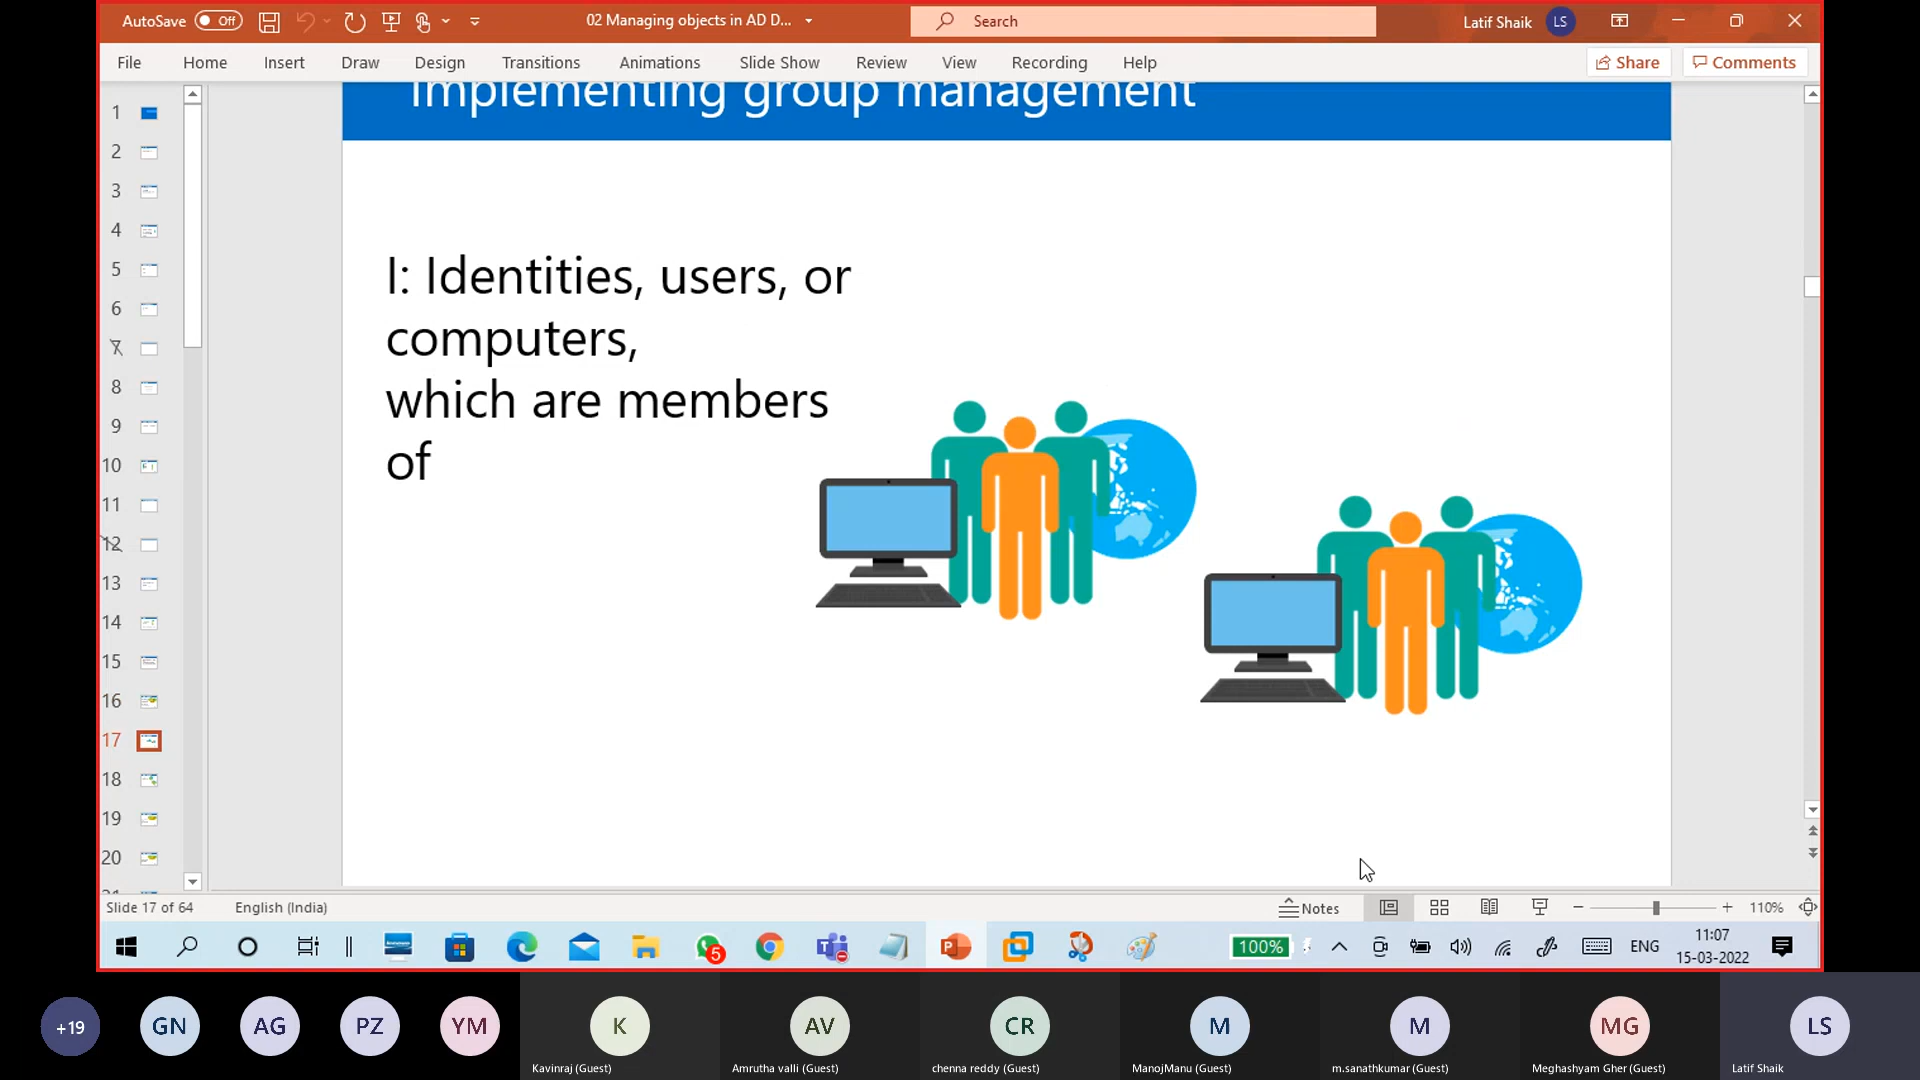 AutoSave Off 02 Managing objects in AD D... Search Latif Shaik LS
File Home Insert Draw Design Transitions Animations Slide Show Review View Recording Help Share Comments
Implementing group management
1
2
3
4
5
6
7
8
9
10
11
12
13
14
15
16
17
18
19
20
I: Identities, users, or
computers,
which are members
of
Slide 17 of 64 English (India) Notes 110%
5 100% ENG 11:07
15-03-2022
+19 GN AG PZ YM K AV CR M M MG LS
Kavinraj (Guest) Amrutha valli (Guest) chenna reddy (Guest) ManojManu (Guest) m.sanathkumar (Guest) Meghashyam Gher (Guest) Latif Shaik